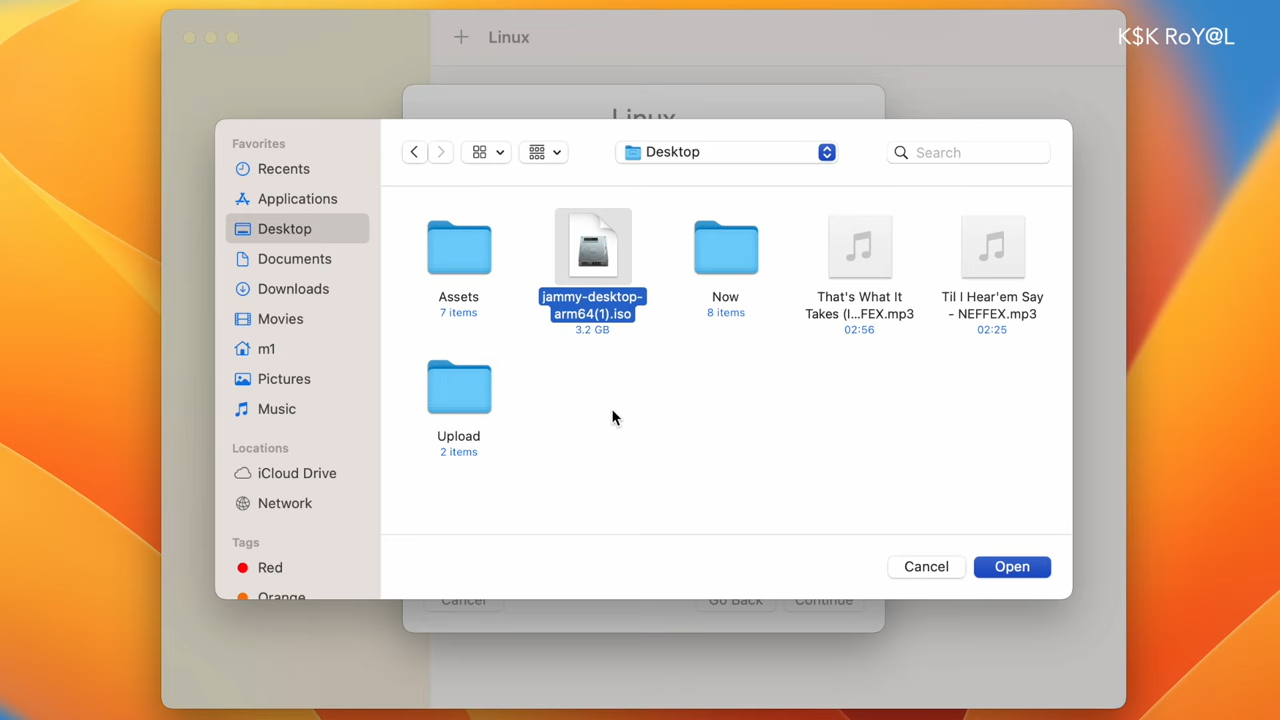 Linux
K$K RoY@L
Linux
Favorites
Recents
Applications
Desktop
Documents
Downloads
Movies
m1
Pictures
Music
Locations
iCloud Drive
Network
Tags
Red
Orange
Desktop
Search
Assets
7 items
jammy-desktop-
arm64(1).iso
3.2 GB
Now
8 items
That's What It
Takes (I...FEX.mp3
02:56
Til I Hear'em Say
- NEFFEX.mp3
02:25
Upload
2 items
Cancel
Open
Cancel
Go Back
Continue